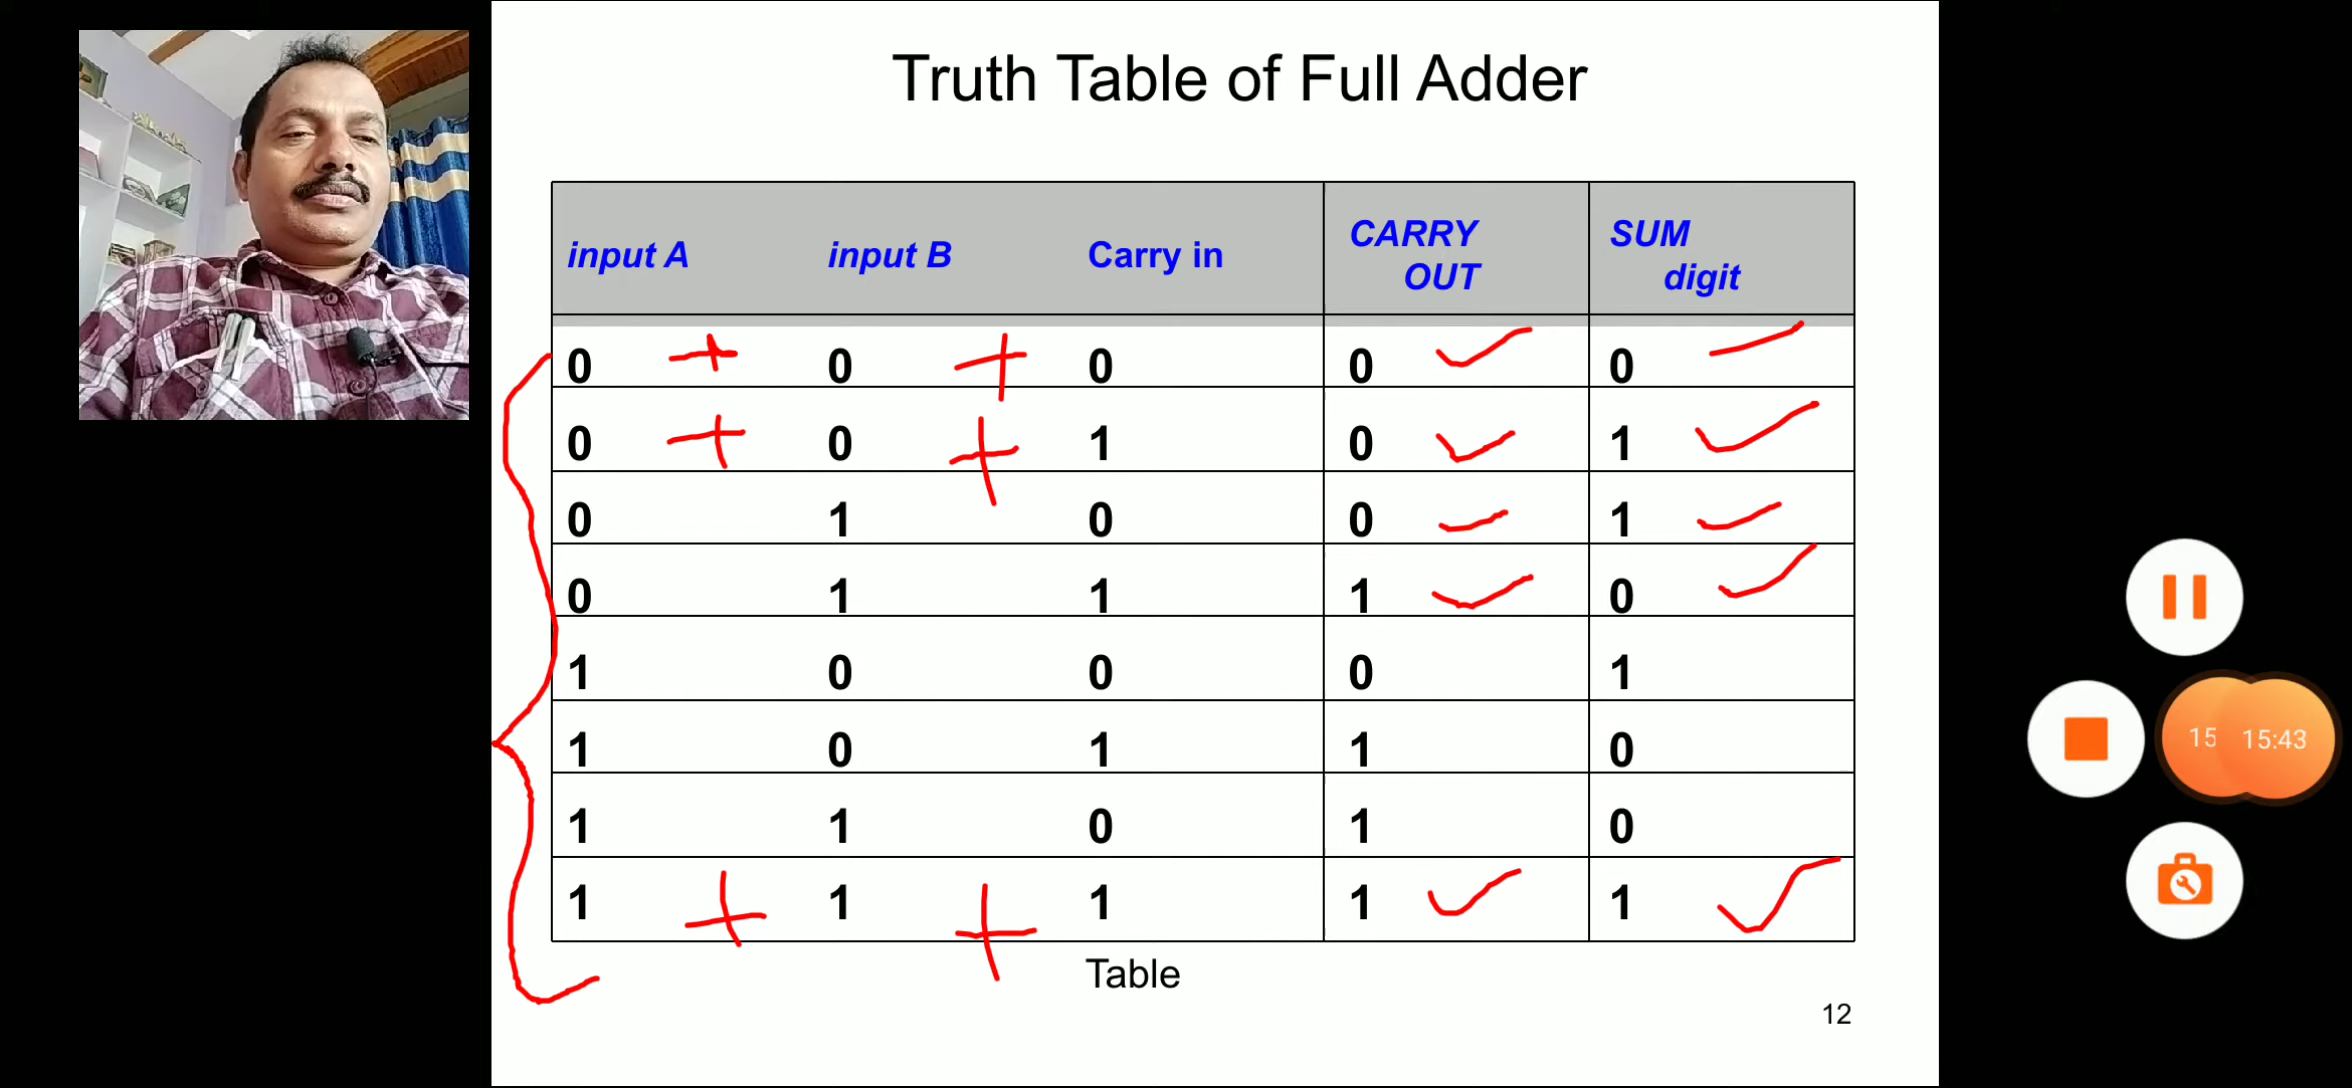 Truth Table of Full Adder
input A input B Carry in CARRY OUT SUM digit
0 + 0 + 0 0 0
0 + 0 + 1 0 1
0 1 0 0 1
0 1 1 1 0
1 0 0 0 1
1 0 1 1 0
1 1 0 1 0
1 + 1 + 1 1 1
Table
12
15 15:43